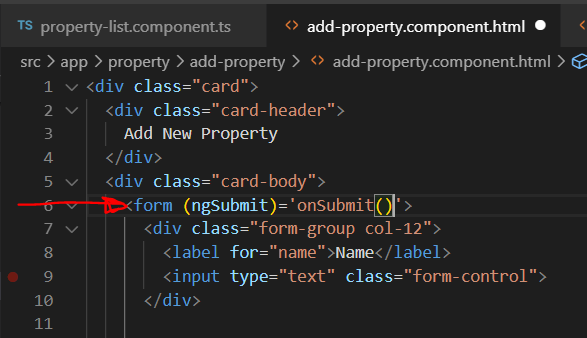 TS property-list.component.ts <> add-property.component.html
src > app > property > add-property > <> add-property.component.html >
1 <div class="card">
2 <div class="card-header">
3 Add New Property
4 </div>
5 <div class="card-body">
6 <form (ngSubmit)='onSubmit()'>
7 <div class="form-group col-12">
8 <label for="name">Name</label>
9 <input type="text" class="form-control">
10 </div>
11